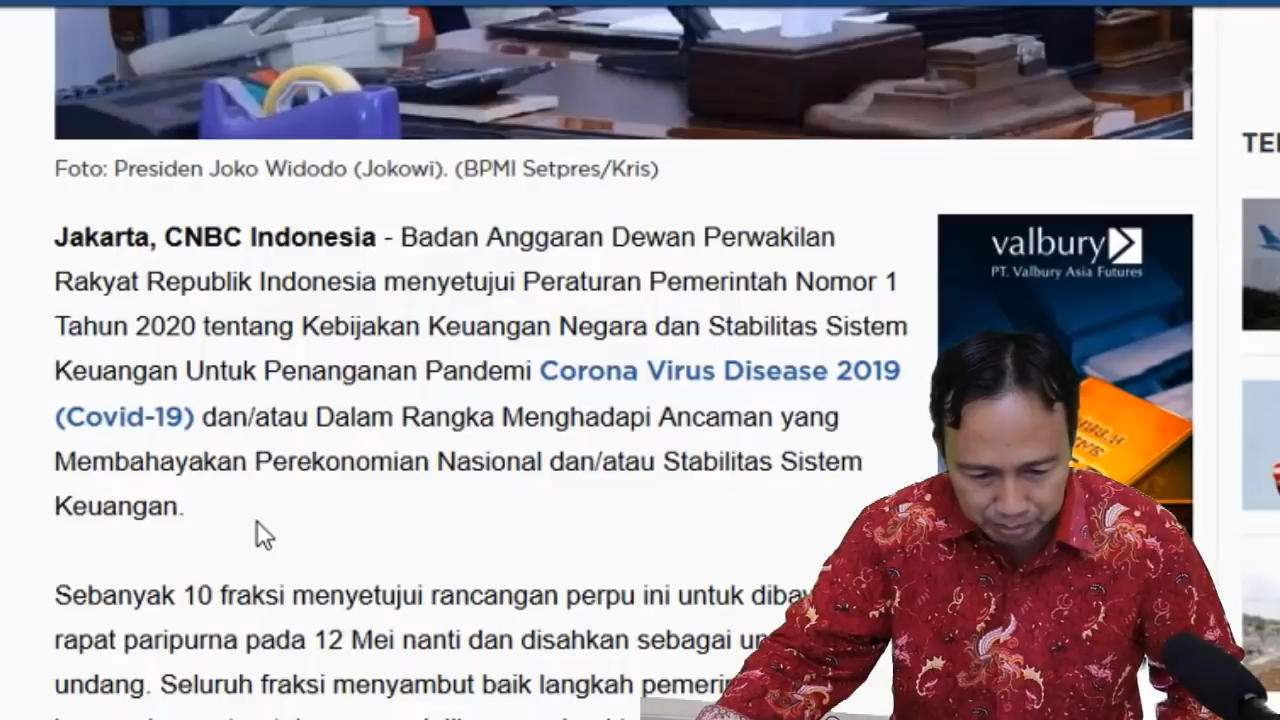 Foto: Presiden Joko Widodo (Jokowi). (BPMI Setpres/Kris)
TE
valbury
PT. Valbury Asia Futures
Jakarta, CNBC Indonesia - Badan Anggaran Dewan Perwakilan
Rakyat Republik Indonesia menyetujui Peraturan Pemerintah Nomor 1
Tahun 2020 tentang Kebijakan Keuangan Negara dan Stabilitas Sistem
Keuangan Untuk Penanganan Pandemi Corona Virus Disease 2019
(Covid-19) dan/atau Dalam Rangka Menghadapi Ancaman yang
Membahayakan Perekonomian Nasional dan/atau Stabilitas Sistem
Keuangan.
Sebanyak 10 fraksi menyetujui rancangan perpu ini untuk
rapat paripurna pada 12 Mei nanti dan disahkan sebagai
undang. Seluruh fraksi menyambut baik langkah